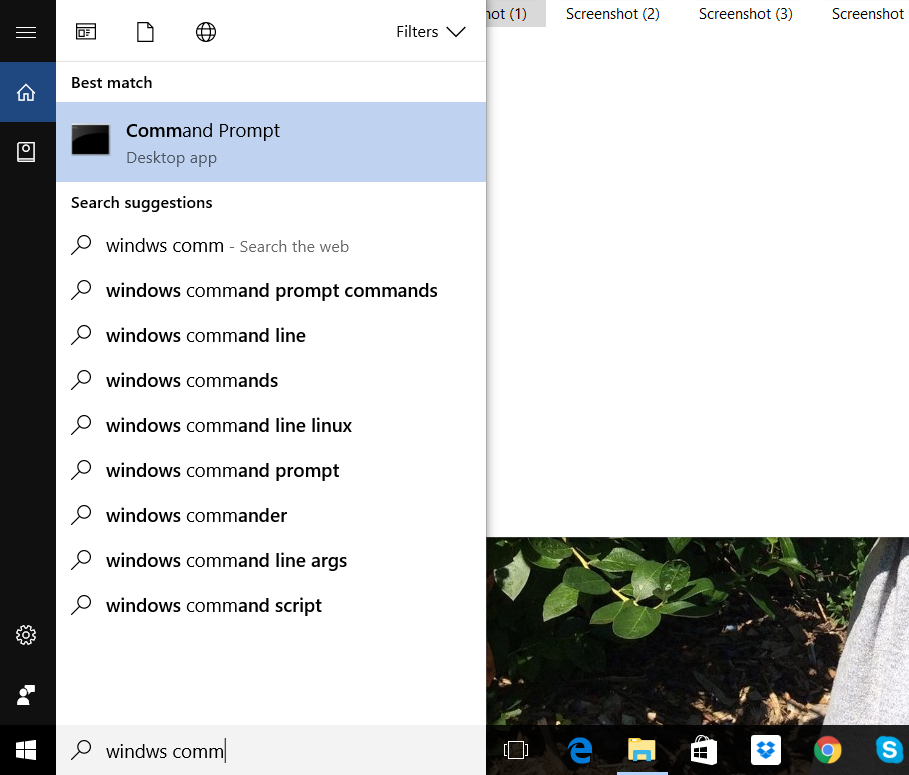 Filters
hot (1)
Screenshot (2)
Screenshot (3)
Screenshot
Best match
Command Prompt
Desktop app
Search suggestions
windws comm - Search the web
windows command prompt commands
windows command line
windows commands
windows command line linux
windows command prompt
windows commander
windows command line args
windows command script
windws comm